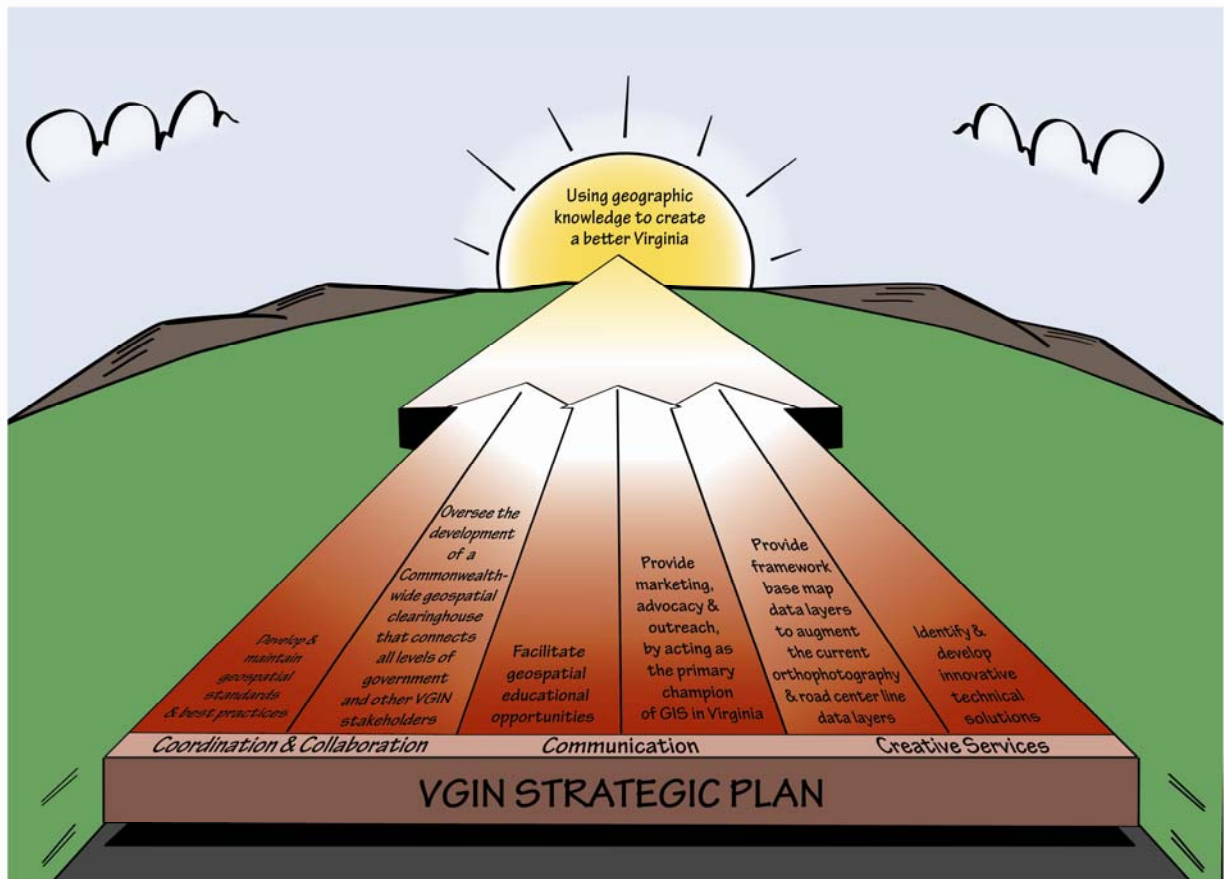 Using geographic
knowledge to create
a better Virginia
Develop &
maintain
geospatial
standards
& best practices
Oversee the
development
of a
Commonwealth-
wide geospatial
clearinghouse
that connects
all levels of
government
and other VGIN
stakeholders
Facilitate
geospatial
educational
opportunities
Provide
marketing,
advocacy &
outreach,
by acting as
the primary
champion
of GIS in Virginia
Provide
framework
base map
data layers
to augment
the current
orthophotography
& road center line
data layers
Identify &
develop
innovative
technical
solutions
Coordination & Collaboration
Communication
Creative Services
VGIN STRATEGIC PLAN